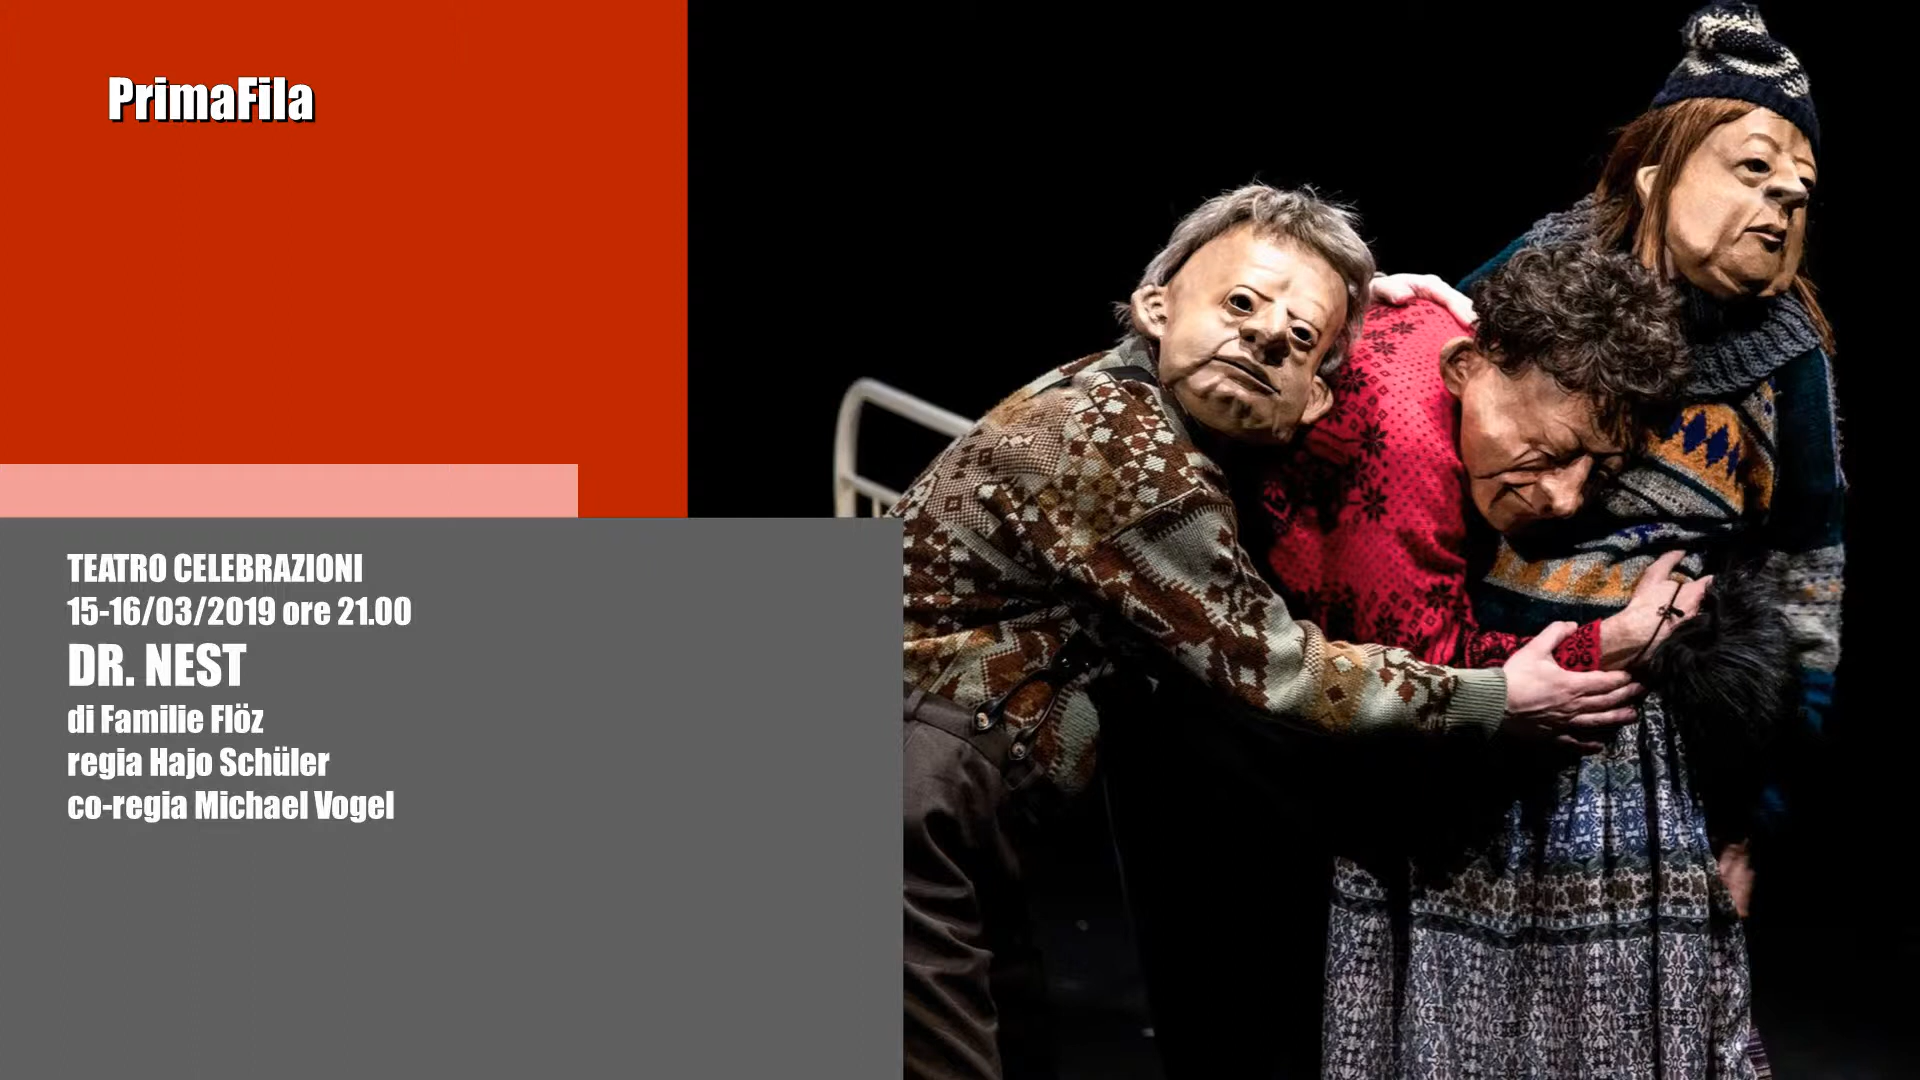 PrimaFila
TEATRO CELEBRAZIONI
15-16/03/2019 ore 21.00
DR. NEST
di Familie Flöz
regia Hajo Schüler
co-regia Michael Vogel